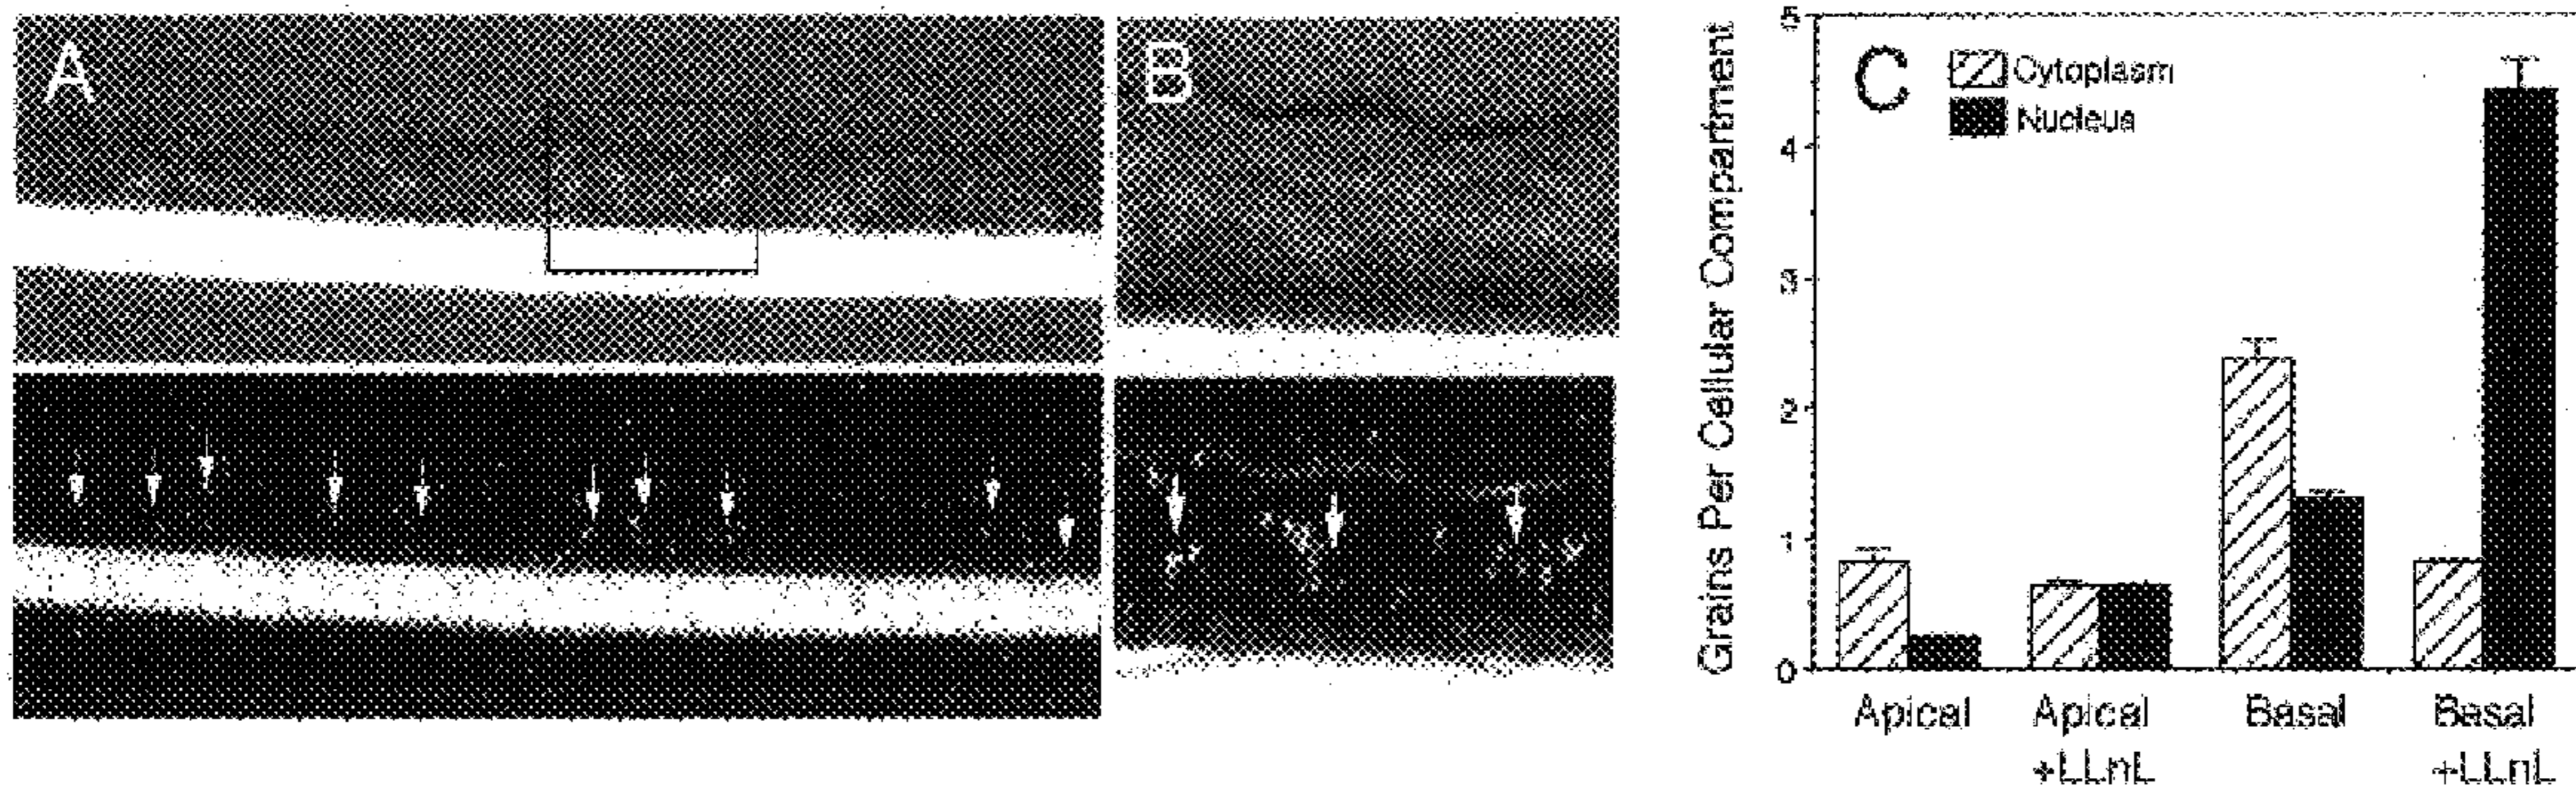 A
B
C
Cytoplasm
Nucleus
Grains Per Cellular Compartment
5
4
3
2
1
0
Apical
Apical
+LLnL
Basal
Basal
+LLnL